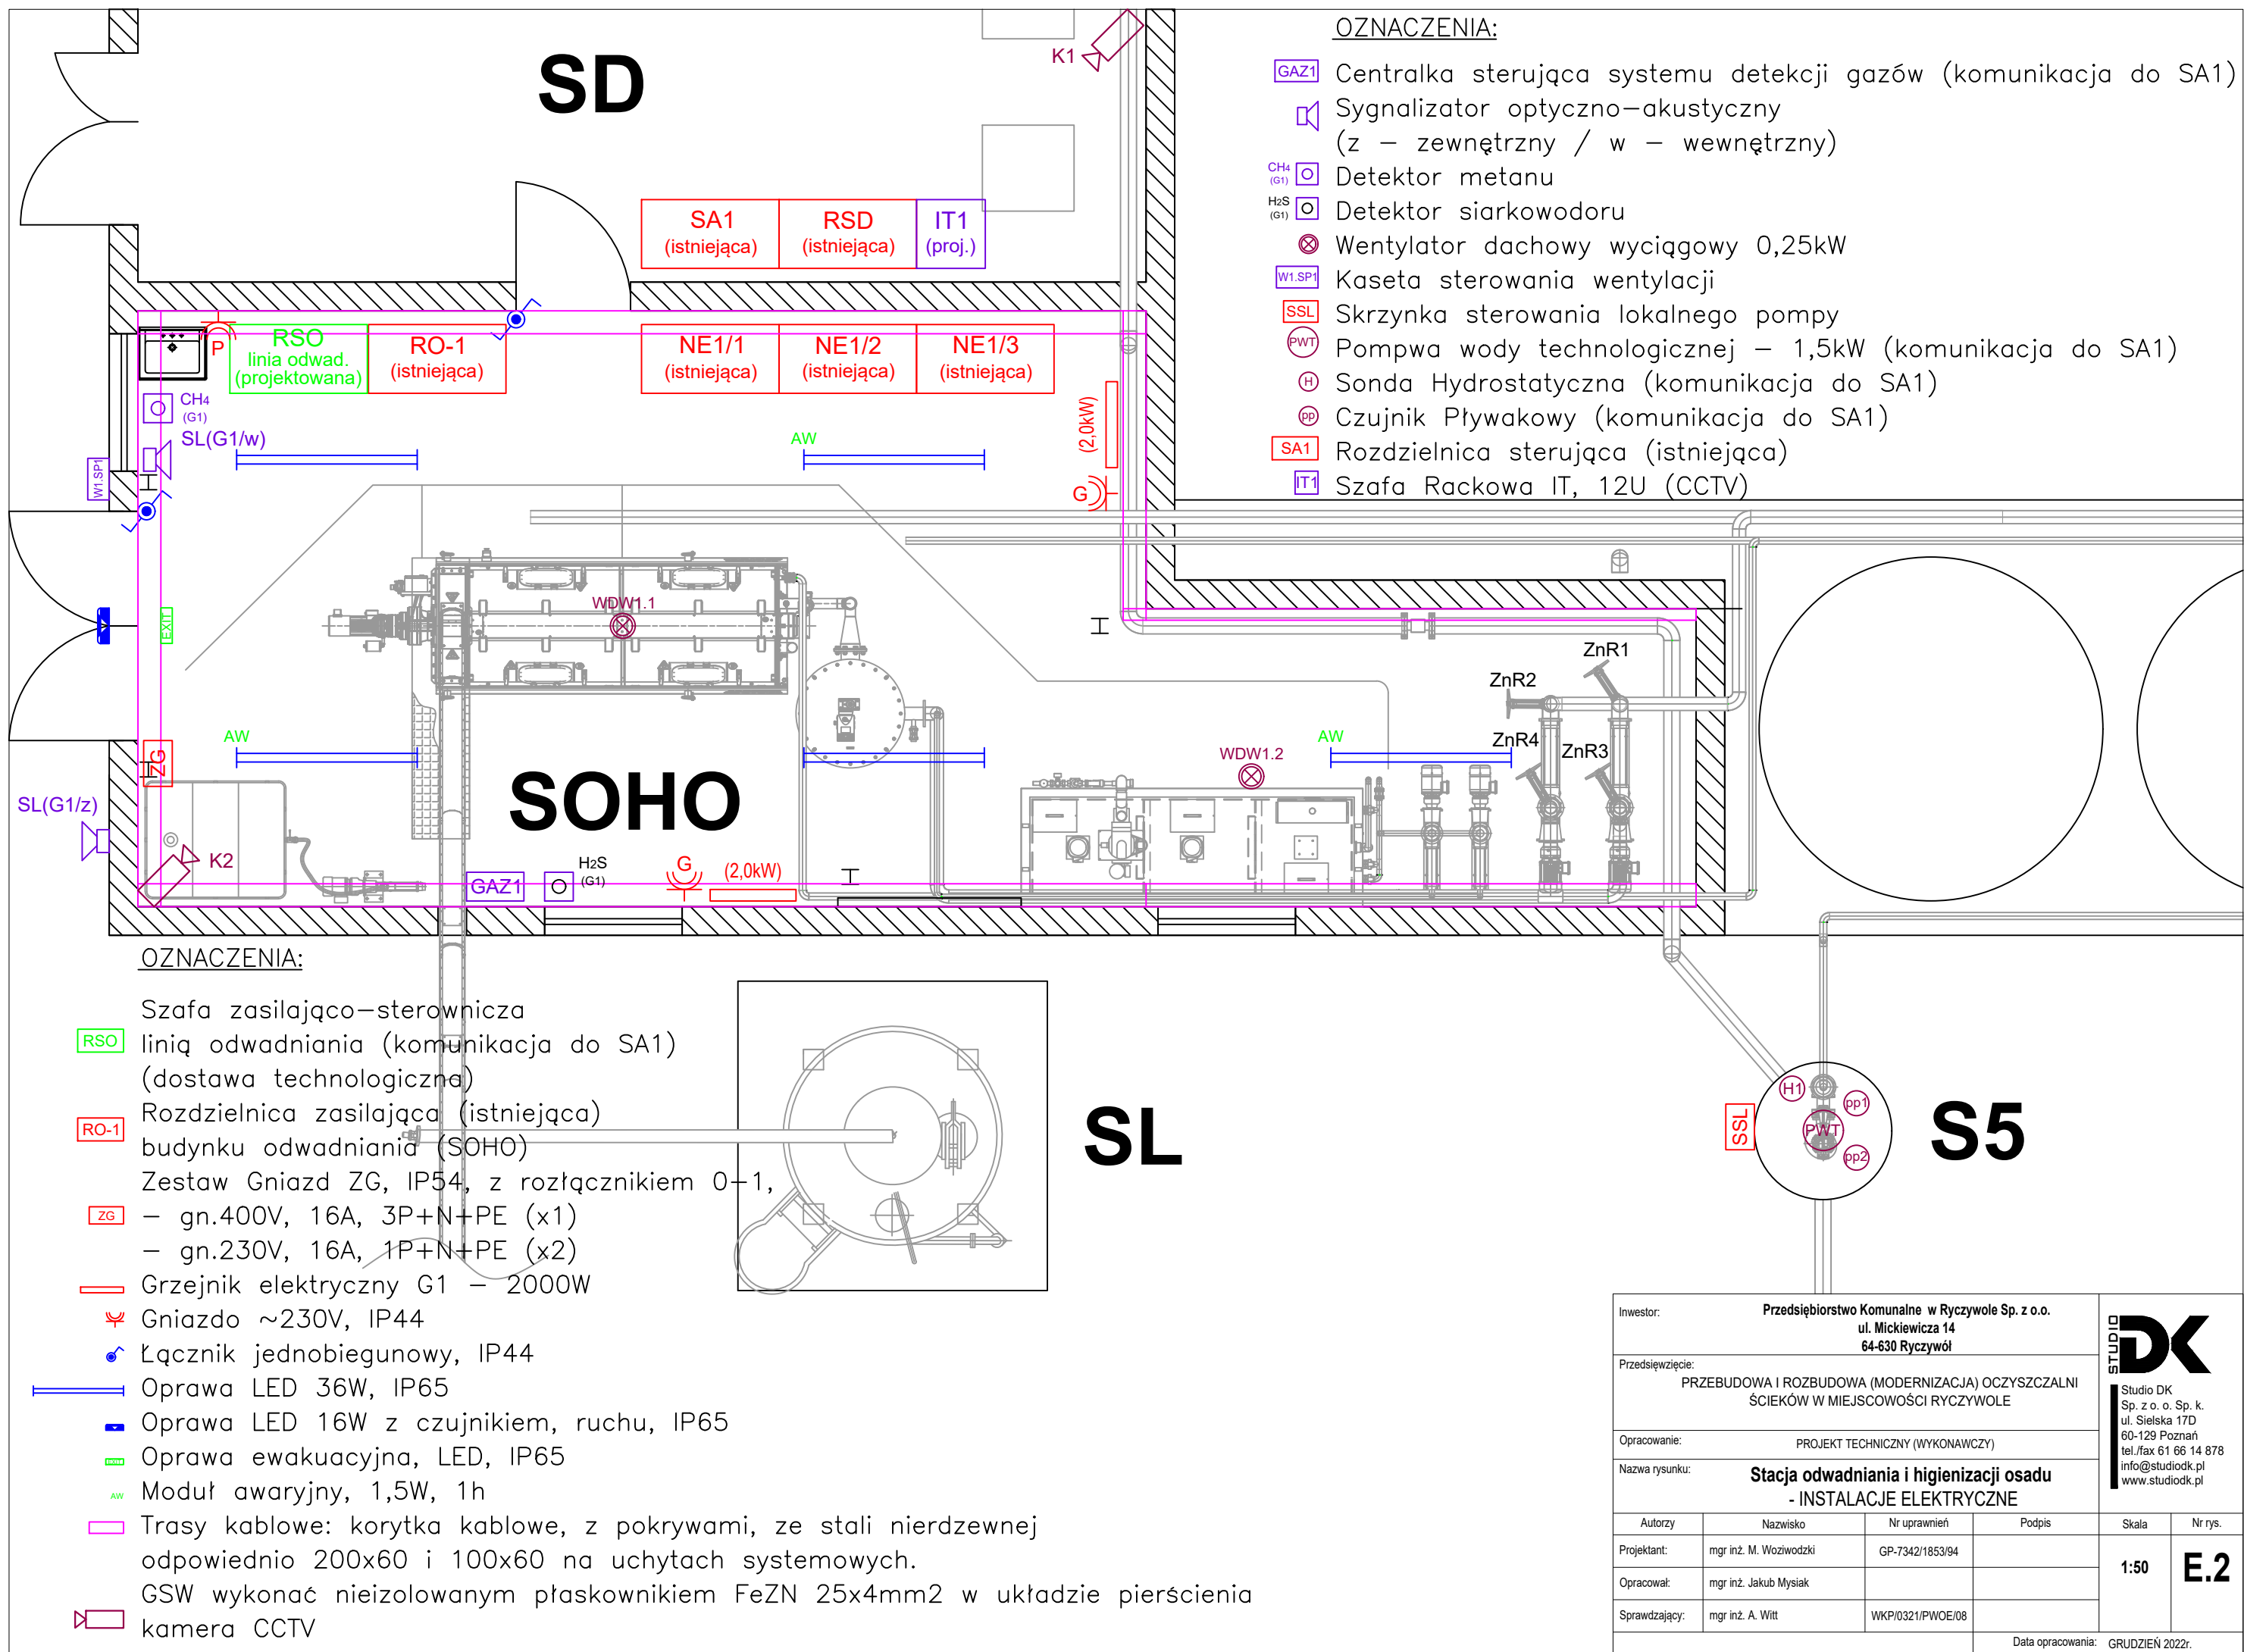 SD
K1
SA1
(istniejąca)
RSD
(istniejąca)
IT1
(proj.)
P
RSO
linia odwad.
(projektowana)
RO-1
(istniejąca)
NE1/1
(istniejąca)
NE1/2
(istniejąca)
NE1/3
(istniejąca)
CH4
(G1)
SL(G1/w)
W1.SP1
AW
(2,0kW)
G
EXIT
WDW1.1
ZnR1
ZnR2
ZnR4
ZnR3
AW
AW
WDW1.2
ZG
SOHO
SL(G1/z)
K2
GAZ1
H2S
(G1)
G
(2,0kW)
OZNACZENIA:
GAZ1 Centralka sterująca systemu detekcji gazów (komunikacja do SA1)
Sygnalizator optyczno-akustyczny
(z - zewnętrzny / w - wewnętrzny)
CH4 (G1) Detektor metanu
H2S (G1) Detektor siarkowodoru
Wentylator dachowy wyciągowy 0,25kW
W1.SP1 Kaseta sterowania wentylacji
SSL Skrzynka sterowania lokalnego pompy
PWT Pompwa wody technologicznej - 1,5kW (komunikacja do SA1)
H Sonda Hydrostatyczna (komunikacja do SA1)
pp Czujnik Pływakowy (komunikacja do SA1)
SA1 Rozdzielnica sterująca (istniejąca)
IT1 Szafa Rackowa IT, 12U (CCTV)
OZNACZENIA:
Szafa zasilająco-sterownicza
RSO linią odwadniania (komunikacja do SA1)
(dostawa technologiczna)
Rozdzielnica zasilająca (istniejąca)
RO-1
budynku odwadniania (SOHO)
Zestaw Gniazd ZG, IP54, z rozłącznikiem 0-1,
ZG - gn.400V, 16A, 3P+N+PE (x1)
- gn.230V, 16A, 1P+N+PE (x2)
Grzejnik elektryczny G1 - 2000W
Gniazdo ~230V, IP44
Łącznik jednobiegunowy, IP44
Oprawa LED 36W, IP65
Oprawa LED 16W z czujnikiem, ruchu, IP65
EXIT Oprawa ewakuacyjna, LED, IP65
AW Moduł awaryjny, 1,5W, 1h
Trasy kablowe: korytka kablowe, z pokrywami, ze stali nierdzewnej
odpowiednio 200x60 i 100x60 na uchytach systemowych.
GSW wykonać nieizolowanym płaskownikiem FeZN 25x4mm2 w układzie pierścienia
kamera CCTV
SL
SSL
H1
pp1
PWT
pp2
S5
Inwestor:
Przedsiębiorstwo Komunalne w Ryczywole Sp. z o.o.
ul. Mickiewicza 14
64-630 Ryczywół
Przedsięwzięcie:
PRZEBUDOWA I ROZBUDOWA (MODERNIZACJA) OCZYSZCZALNI
ŚCIEKÓW W MIEJSCOWOŚCI RYCZYWOLE
Opracowanie:
PROJEKT TECHNICZNY (WYKONAWCZY)
Nazwa rysunku:
Stacja odwadniania i higienizacji osadu
- INSTALACJE ELEKTRYCZNE
STUDIO DK
Studio DK
Sp. z o. o. Sp. k.
ul. Sielska 17D
60-129 Poznań
tel./fax 61 66 14 878
info@studiodk.pl
www.studiodk.pl
Autorzy Nazwisko Nr uprawnień Podpis Skala Nr rys.
Projektant: mgr inż. M. Woziwodzki GP-7342/1853/94
Opracował: mgr inż. Jakub Mysiak
Sprawdzający: mgr inż. A. Witt WKP/0321/PWOE/08
1:50
E.2
Data opracowania: GRUDZIEŃ 2022r.